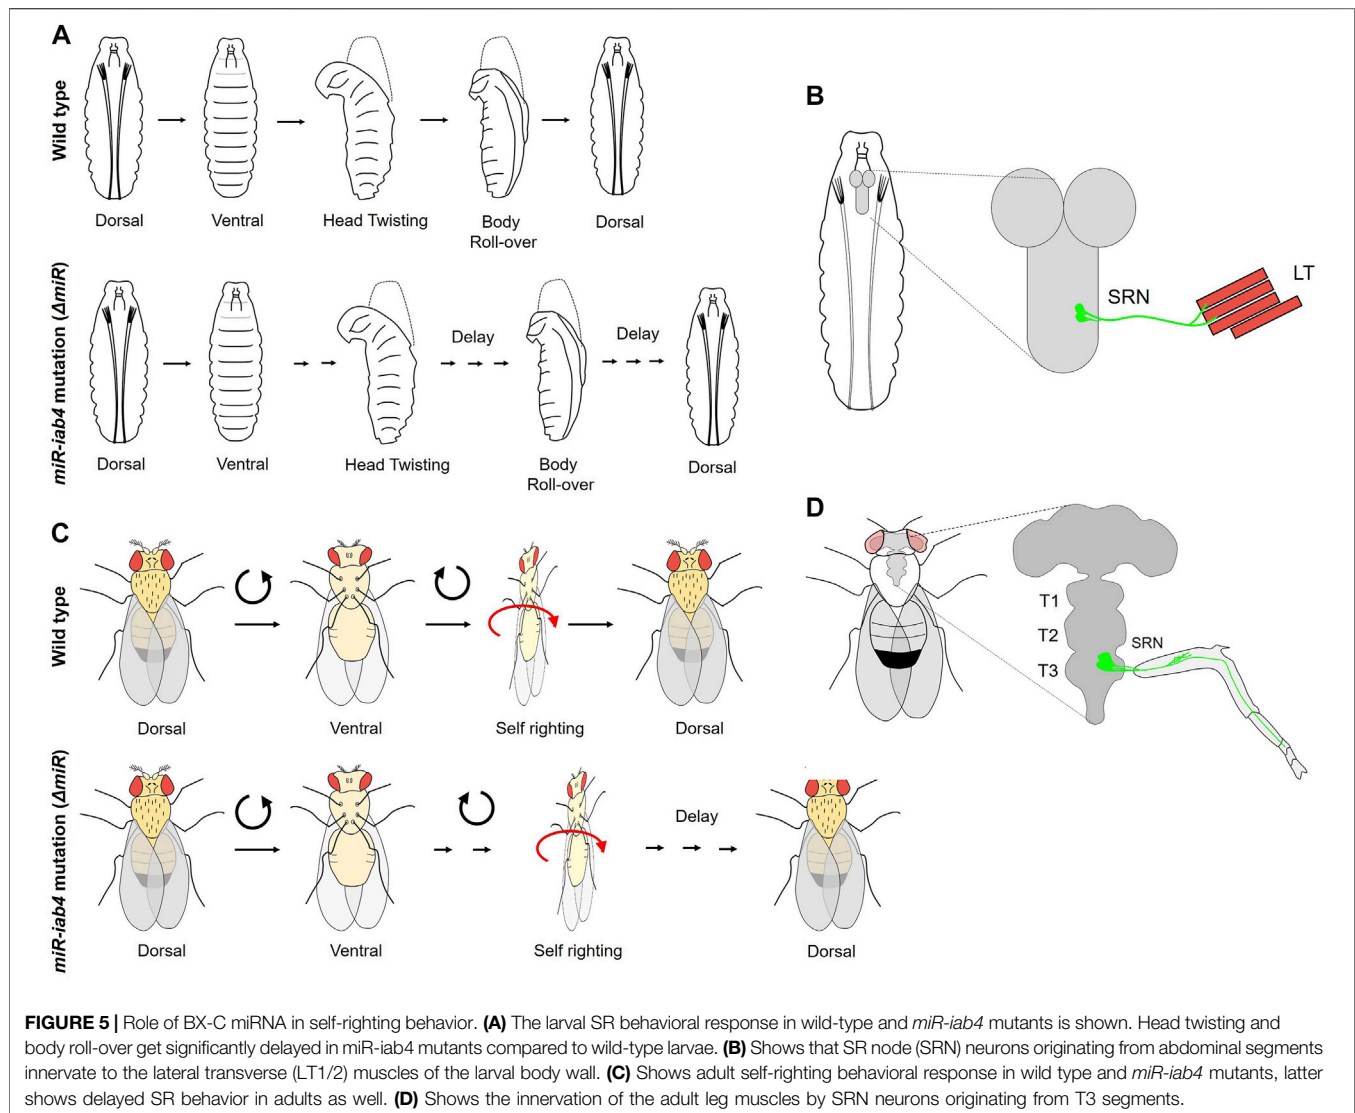 A
Wild type
Dorsal
Ventral
Head Twisting
Body
Roll-over
Dorsal
miR-iab4 mutation (ΔmiR)
Delay
Delay
Dorsal
Ventral
Head Twisting
Body
Roll-over
Dorsal
B
SRN
LT
C
Wild type
Dorsal
Ventral
Self righting
Dorsal
miR-iab4 mutation (ΔmiR)
Delay
Dorsal
Ventral
Self righting
Dorsal
D
T1
T2
T3
SRN
FIGURE 5 | Role of BX-C miRNA in self-righting behavior. (A) The larval SR behavioral response in wild-type and miR-iab4 mutants is shown. Head twisting and
body roll-over get significantly delayed in miR-iab4 mutants compared to wild-type larvae. (B) Shows that SR node (SRN) neurons originating from abdominal segments
innervate to the lateral transverse (LT1/2) muscles of the larval body wall. (C) Shows adult self-righting behavioral response in wild type and miR-iab4 mutants, latter
shows delayed SR behavior in adults as well. (D) Shows the innervation of the adult leg muscles by SRN neurons originating from T3 segments.